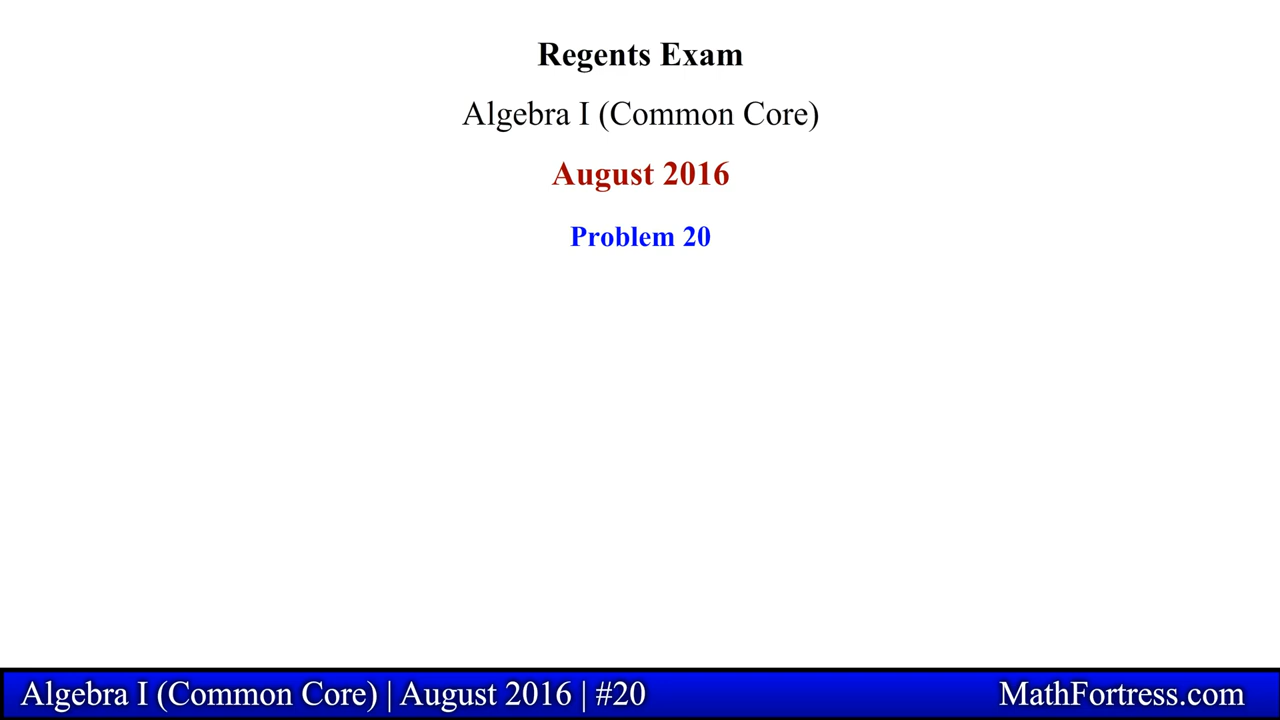 Regents Exam
Algebra I (Common Core)
August 2016
Problem 20
Algebra I (Common Core) | August 2016 | #20
MathFortress.com